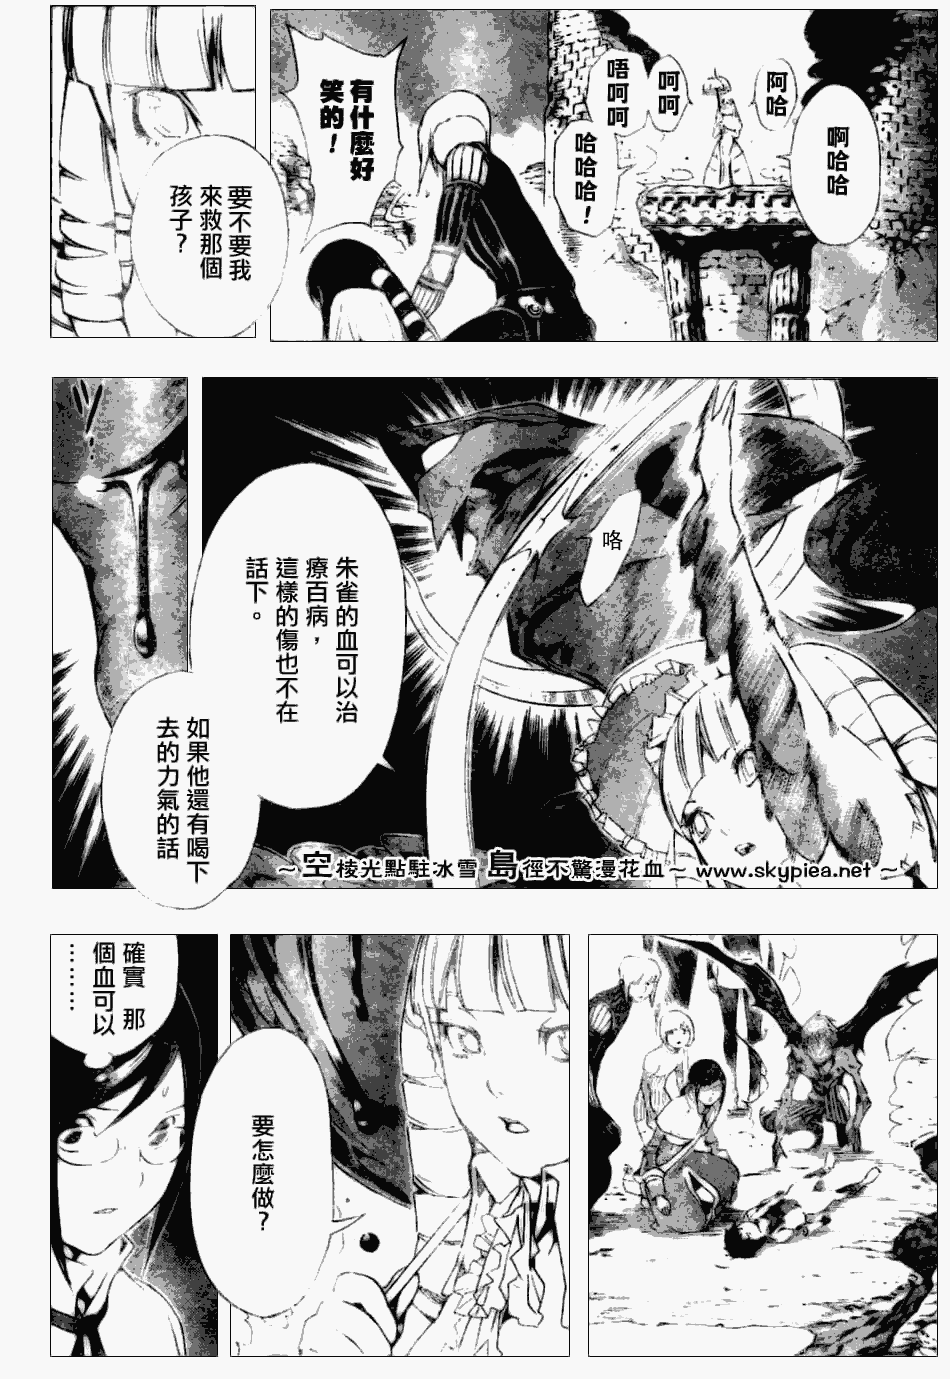 啊哈哈
阿哈
呵呵
唔呵呵
哈哈哈!
有什麼好
笑的!
要不要我
來救那個
孩子?
咯
朱雀的血可以治
療百病,
這樣的傷也不在
話下。
如果他還有喝下
去的力氣的話
~空棱光點駐冰雪 島徑不驚漫花血~ www.skypiea.net ~
要怎麼做?
確實 那
個血可以
………